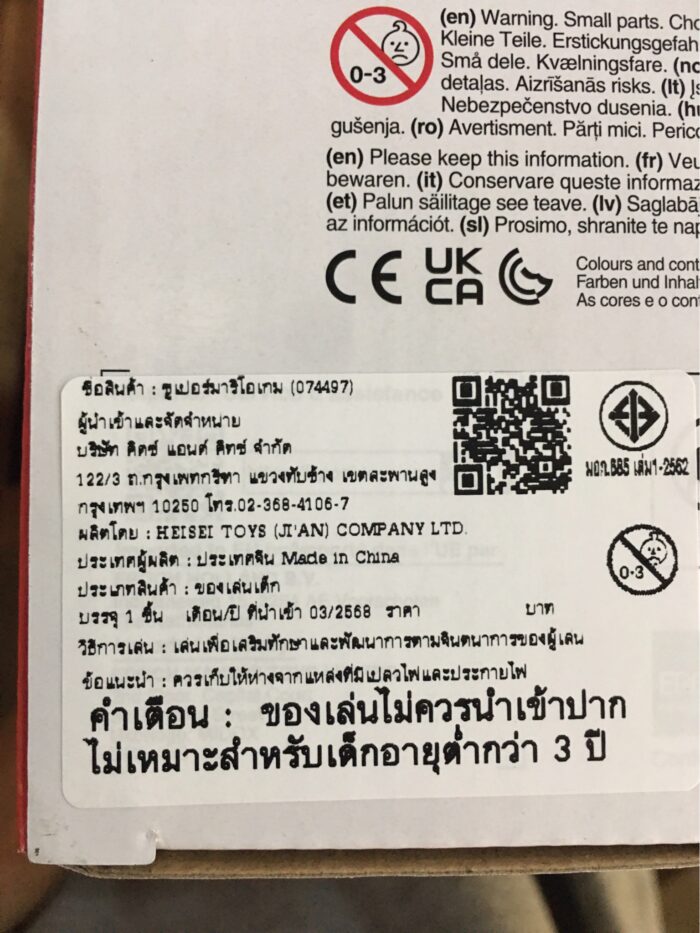 0-3
(en) Warning. Small parts.
Kleine Teile. Erstickungsgefah
Små dele. Kvælningsfare. (no
detaļas. Aizrīšanās risks. (lt) Įs
Nebezpečenstvo dusenia. (hu
gušenja. (ro) Avertisment. Părți mici. Perico
(en) Please keep this information. (fr) Veu
bewaren. (it) Conservare queste informaz
(et) Palun säilitage see teave. (lv) Saglabāj
az információt. (sl) Prosimo, shranite te nap
CE UK CA
Colours and cont
Farben und Inhal
As cores e o cont
ชื่อสินค้า : ซูเปอร์มาริโอเกม (074497)
ผู้นำเข้าและจัดจำหน่าย
บริษัท คิดซ์ แอนด์ คิทซ์ จำกัด
122/3 ถ.กรุงเทพกรีฑา แขวงทับช้าง เขตสะพานสูง
กรุงเทพฯ 10250 โทร.02-368-4106-7
ผลิตโดย : HEISEI TOYS (JI'AN) COMPANY LTD.
ประเทศผู้ผลิต : ประเทศจีน Made in China
ประเภทสินค้า : ของเล่นเด็ก
บรรจุ 1 ชิ้น เดือน/ปี ที่นำเข้า 03/2568 ราคา บาท
วิธีการเล่น : เล่นเพื่อเสริมทักษะและพัฒนาการตามจินตนาการของผู้เล่น
ข้อแนะนำ : ควรเก็บให้ห่างจากแหล่งที่มีเปลวไฟและประกายไฟ
คำเตือน : ของเล่นไม่ควรนำเข้าปาก
ไม่เหมาะสำหรับเด็กอายุต่ำกว่า 3 ปี
มอก.685 เล่ม1-2562
0-3